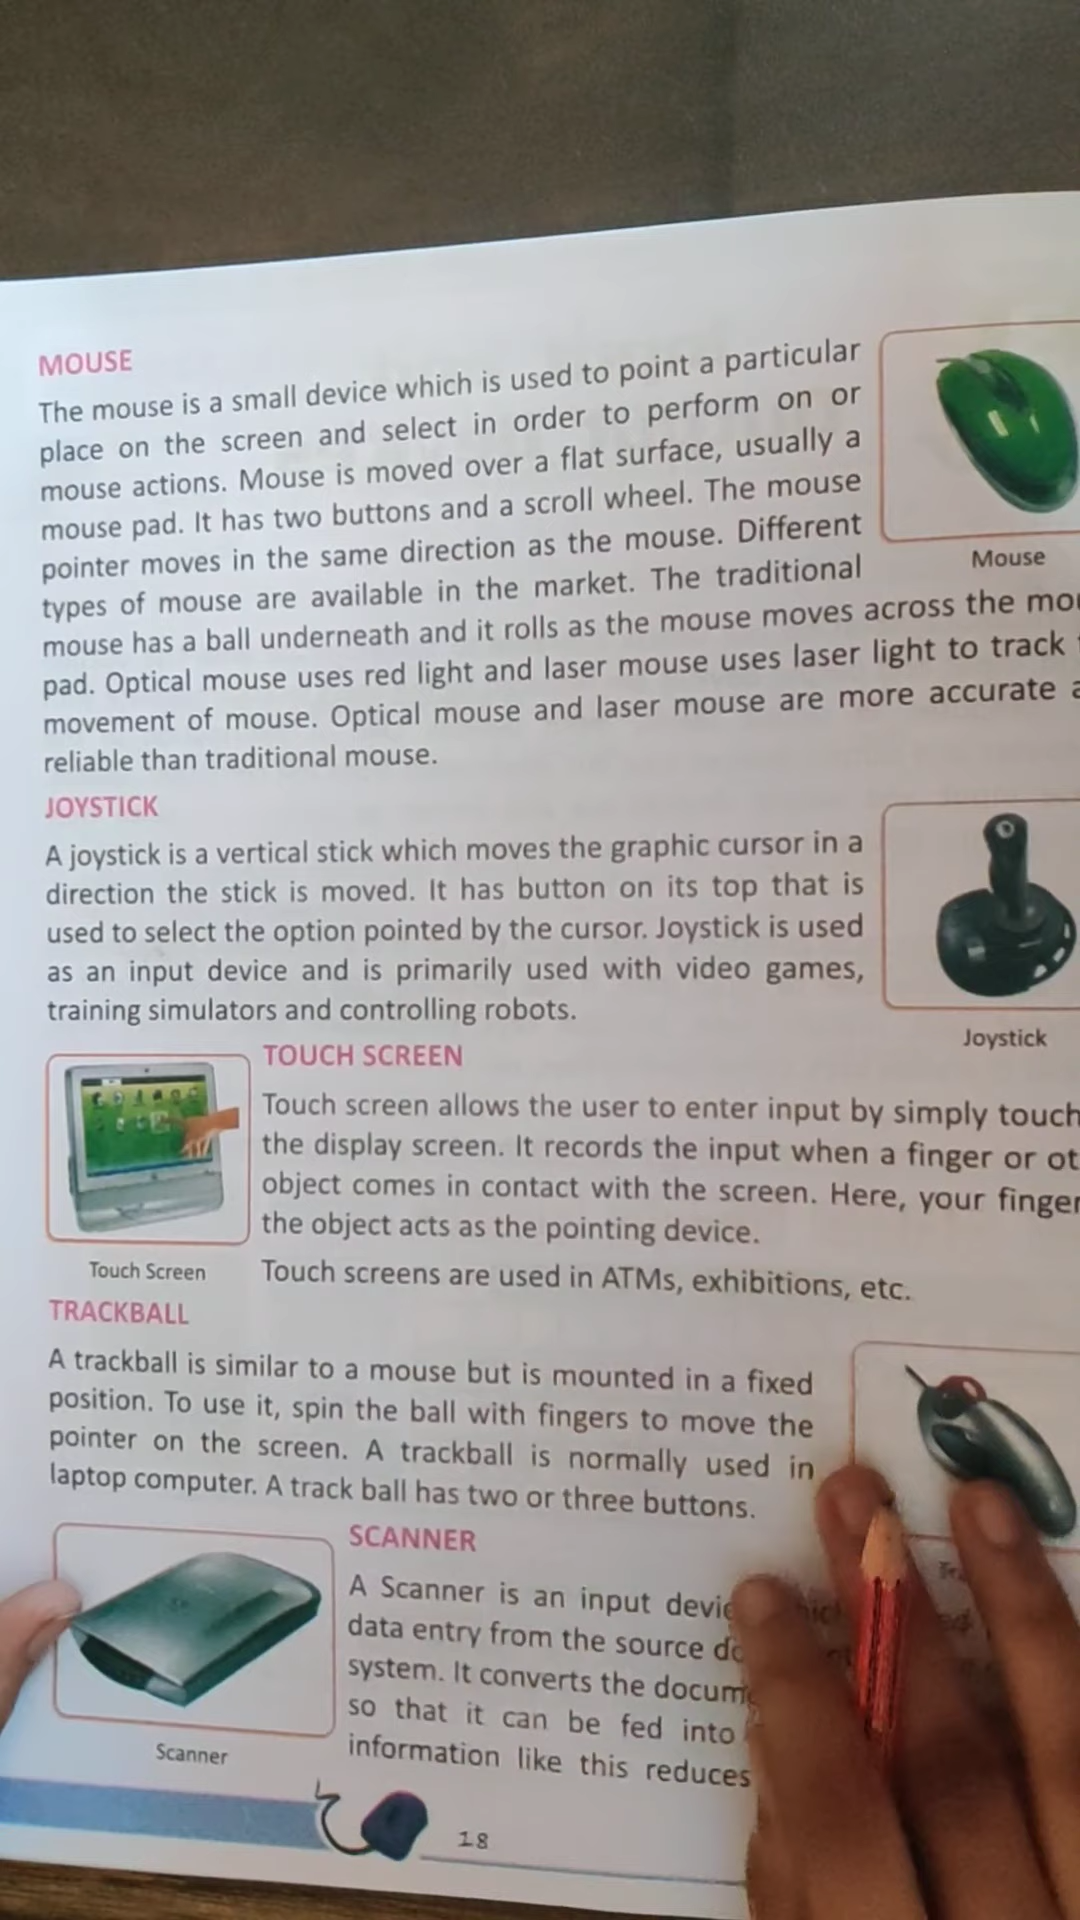 MOUSE
The mouse is a small device which is used to point a particular
place on the screen and select in order to perform on or
mouse actions. Mouse is moved over a flat surface, usually a
mouse pad. It has two buttons and a scroll wheel. The mouse
pointer moves in the same direction as the mouse. Different
types of mouse are available in the market. The traditional
mouse has a ball underneath and it rolls as the mouse moves across the
pad. Optical mouse uses red light and laser mouse uses laser light to track
movement of mouse. Optical mouse and laser mouse are more accurate
reliable than traditional mouse.
Mouse
JOYSTICK
A joystick is a vertical stick which moves the graphic cursor in a
direction the stick is moved. It has button on its top that is
used to select the option pointed by the cursor. Joystick is used
as an input device and is primarily used with video games,
training simulators and controlling robots.
Joystick
TOUCH SCREEN
Touch screen allows the user to enter input by simply touch
the display screen. It records the input when a finger or ot
object comes in contact with the screen. Here, your finger
the object acts as the pointing device.
Touch screens are used in ATMs, exhibitions, etc.
Touch Screen
TRACKBALL
A trackball is similar to a mouse but is mounted in a fixed
position. To use it, spin the ball with fingers to move the
pointer on the screen. A trackball is normally used in
laptop computer. A track ball has two or three buttons.
SCANNER
A Scanner is an input
data entry from the source
system. It converts the
so that it can be fed into
information like this reduces
Scanner
18